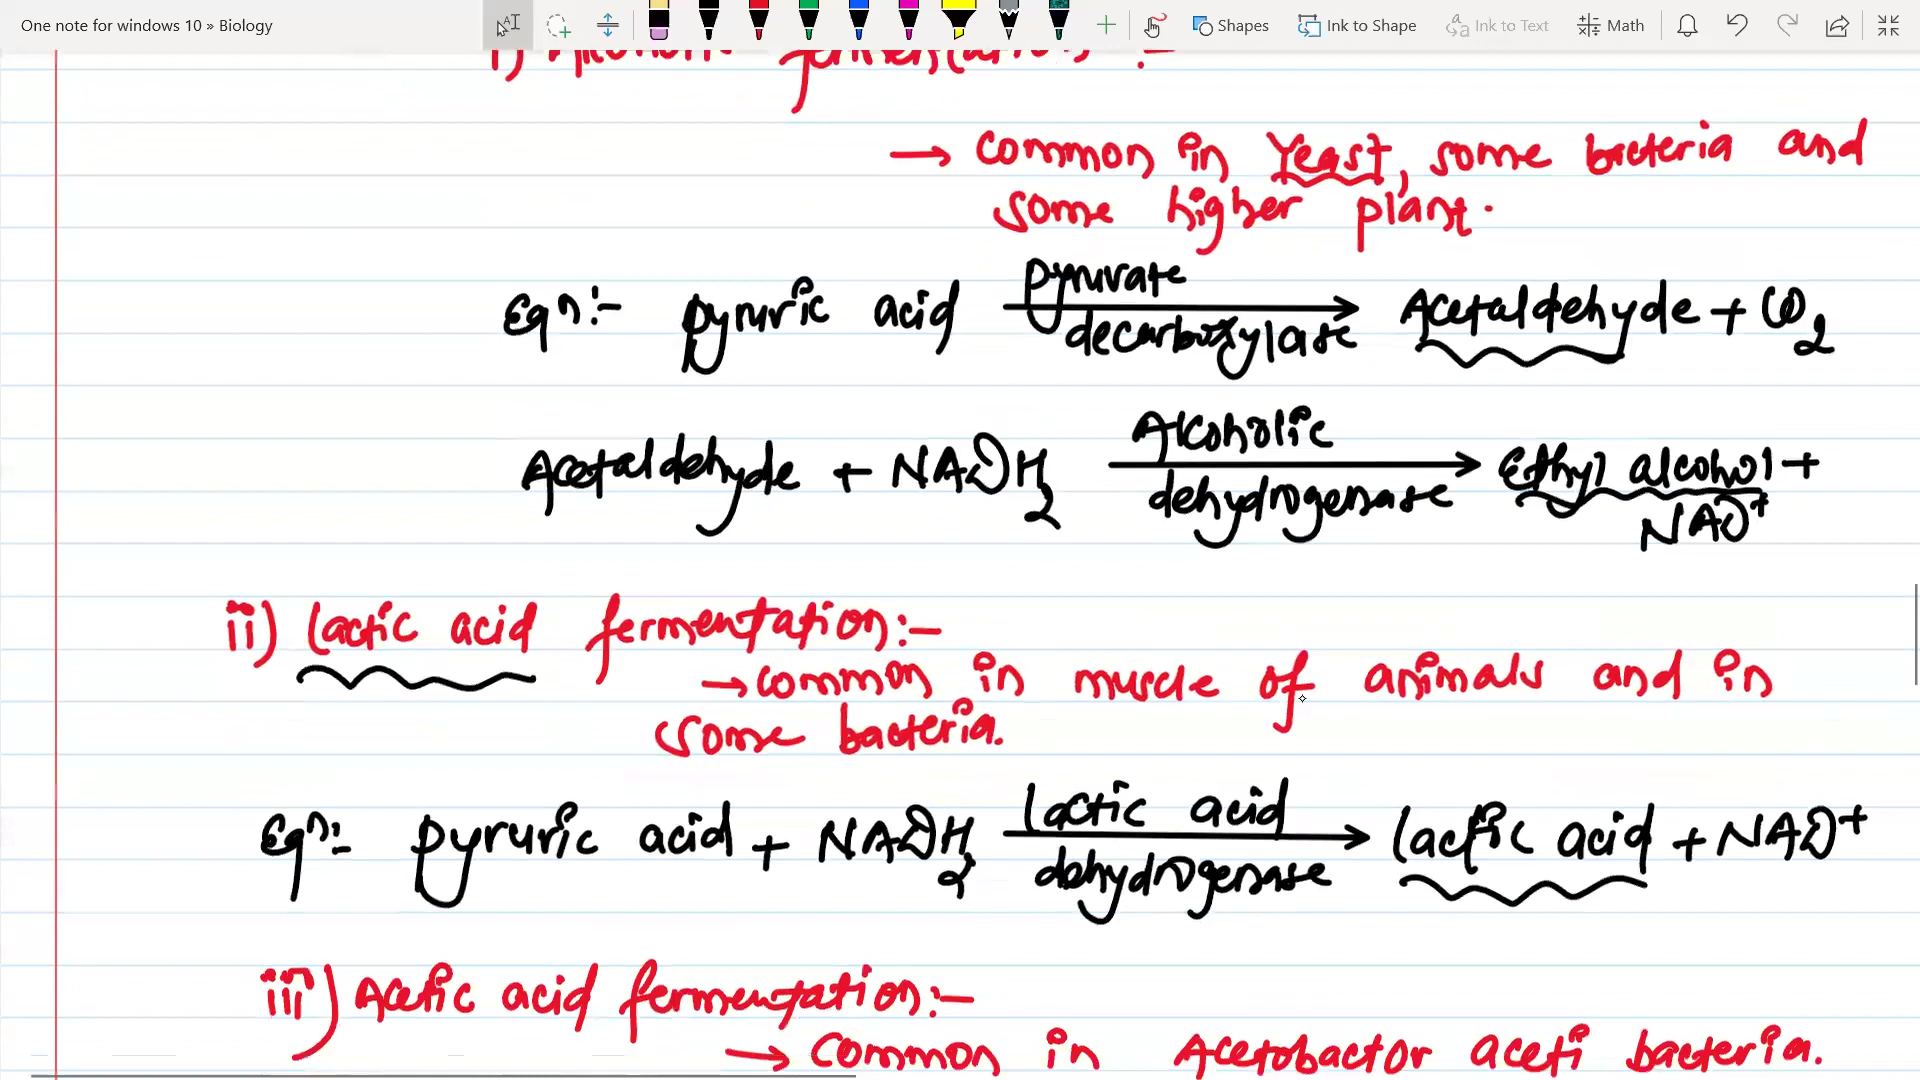 One note for windows 10 » Biology
Shapes Ink to Shape Ink to Text Math
i) Alcoholic fermentation :-
→ common in Yeast, some bacteria and
some higher plant.
Eqⁿ:- pyruvic acid pyruvate decarboxylase → Acetaldehyde + CO₂
Acetaldehyde + NADH₂ Alcoholic dehydrogenase → Ethyl alcohol +
NAD⁺
ii) lactic acid fermentation:-
→ common in muscle of animals and in
some bacteria.
Eqⁿ:- pyruvic acid + NADH₂ lactic acid dehydrogenase → lactic acid + NAD⁺
iii) Acetic acid fermentation:-
→ common in Acetobactor aceti bacteria.